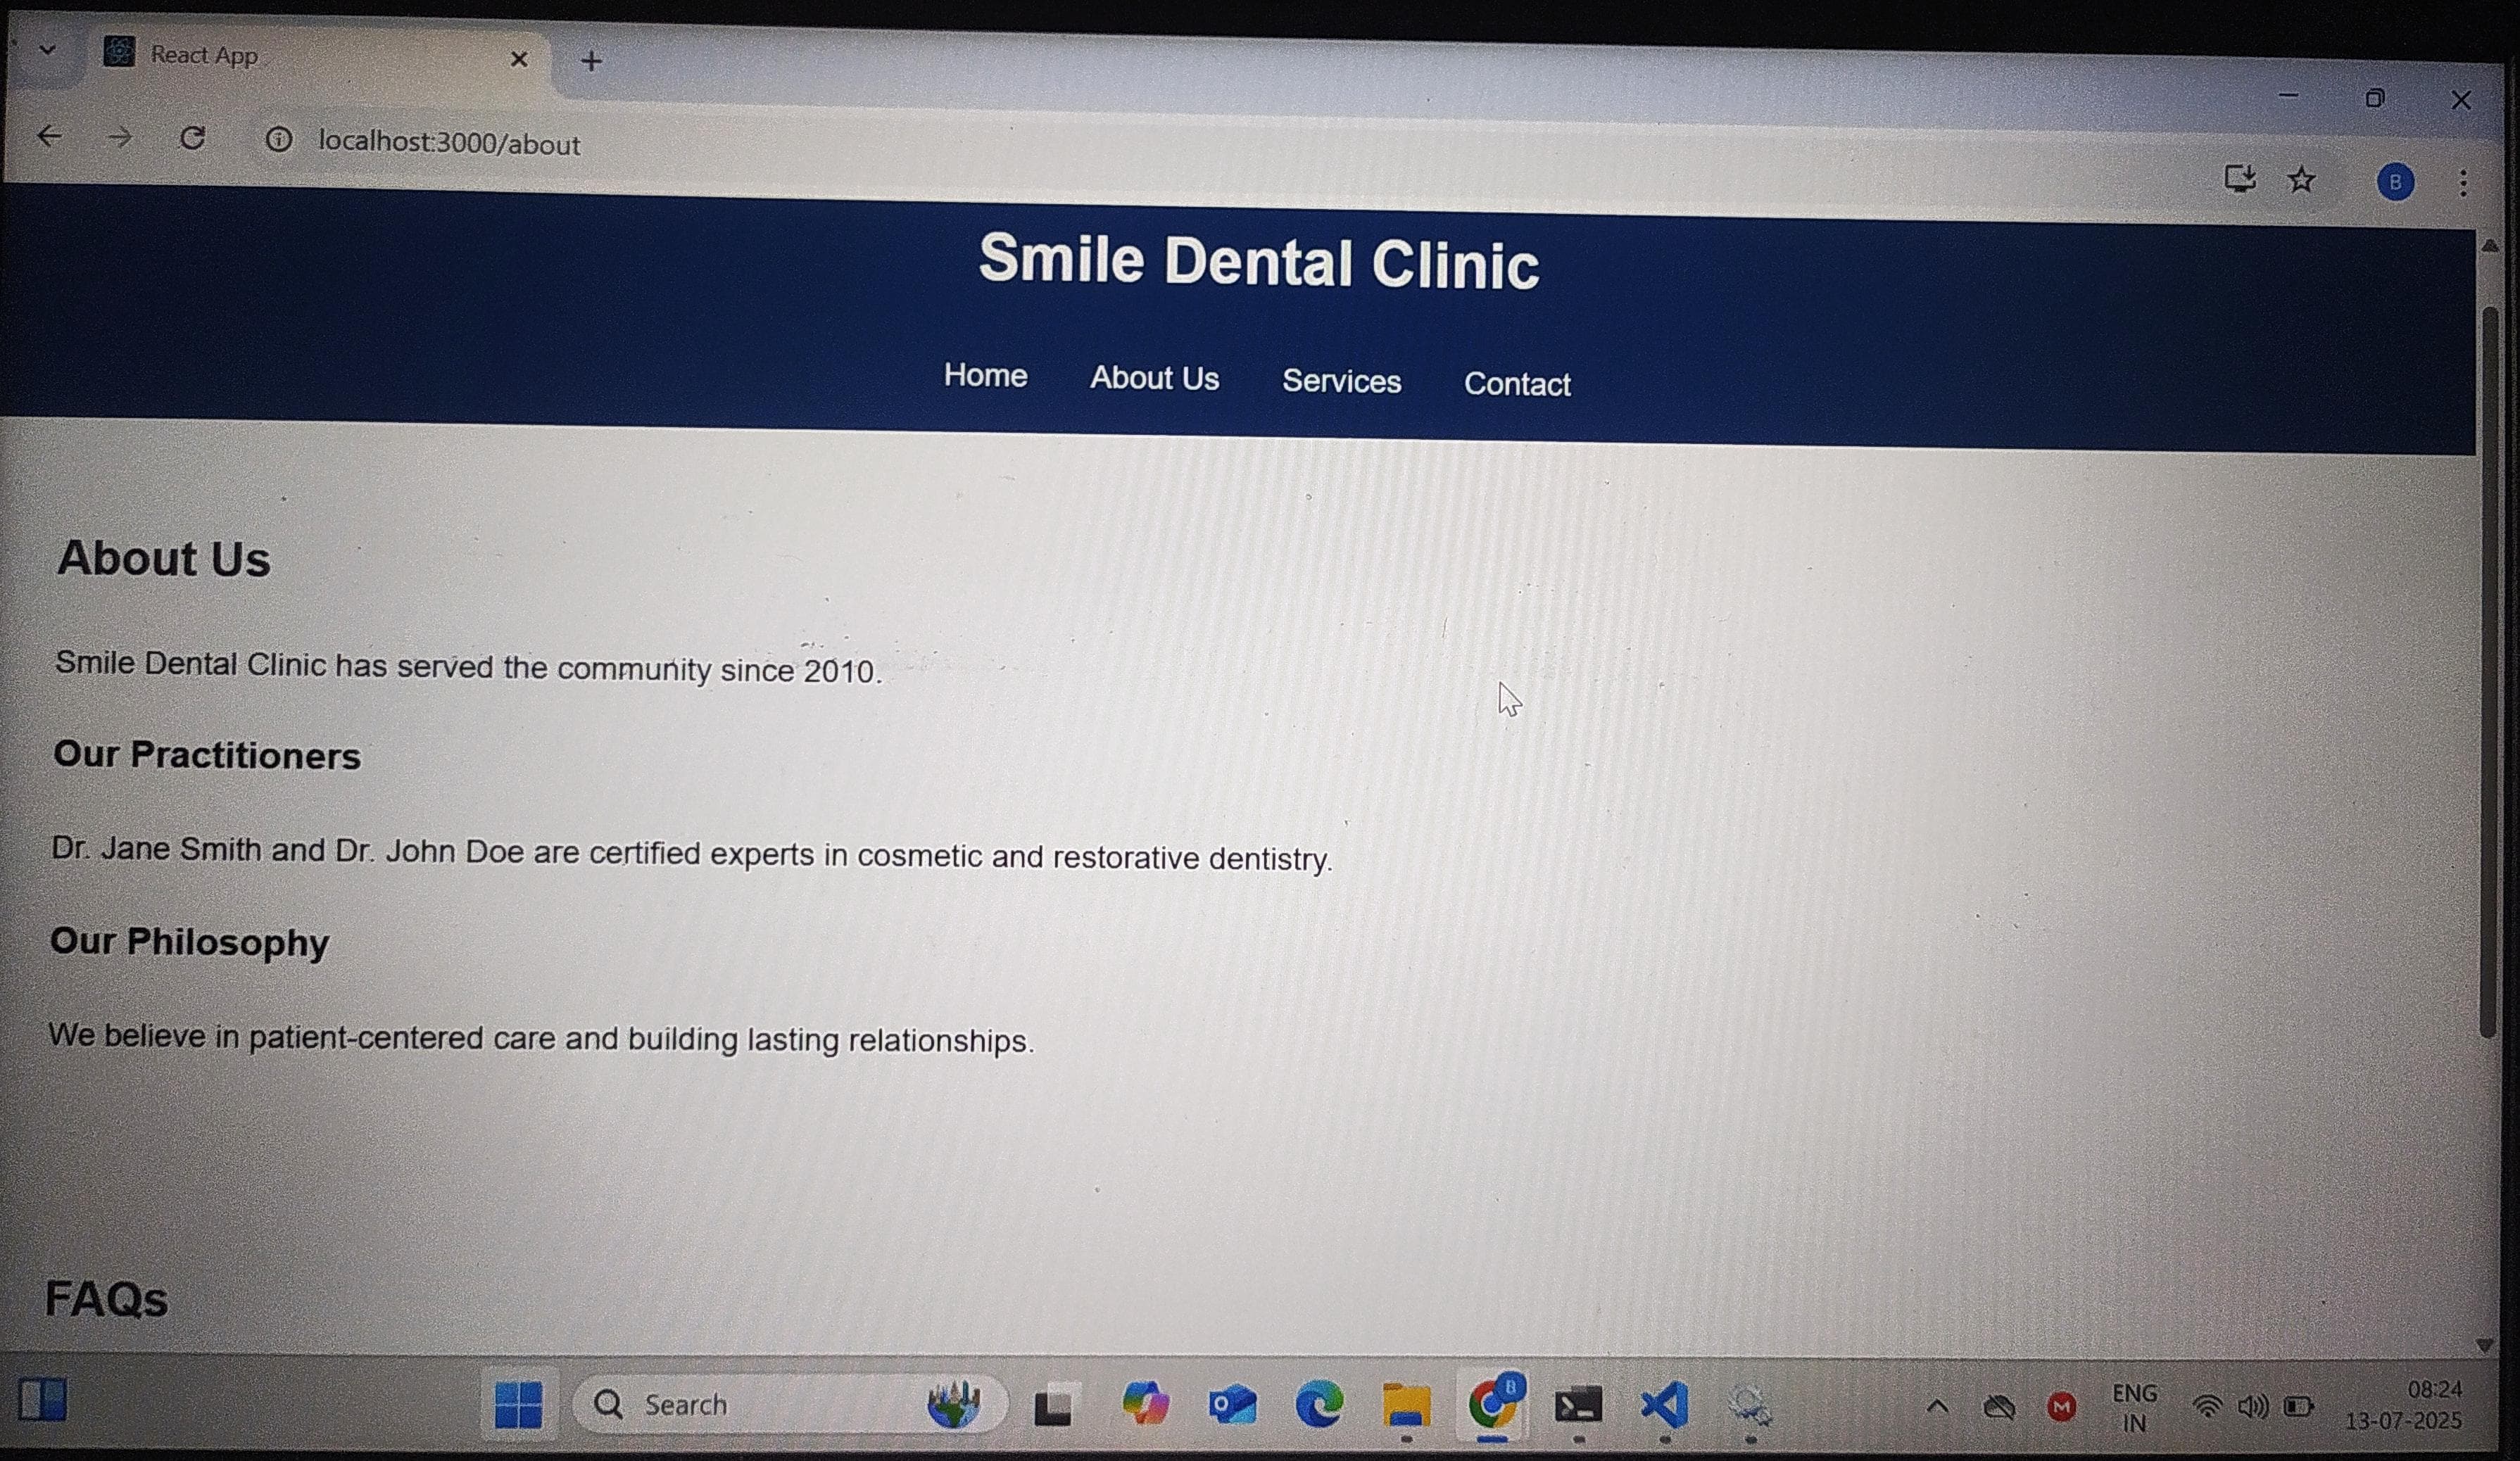 React App
localhost:3000/about
B
Smile Dental Clinic
Home About Us Services Contact
About Us
Smile Dental Clinic has served the community since 2010.
Our Practitioners
Dr. Jane Smith and Dr. John Doe are certified experts in cosmetic and restorative dentistry.
Our Philosophy
We believe in patient-centered care and building lasting relationships.
FAQs
Search
B
M
ENG
IN
08:24
13-07-2025